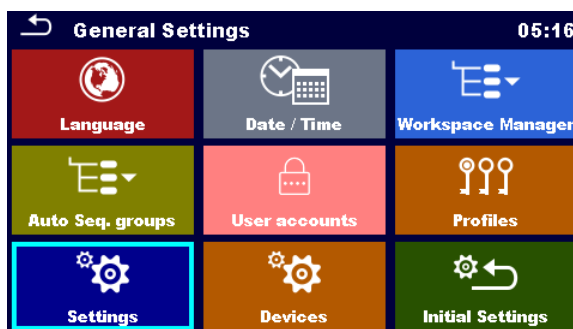 General Settings 05:16
Language Date / Time Workspace Manager
Auto Seq. groups User accounts Profiles
Settings Devices Initial Settings